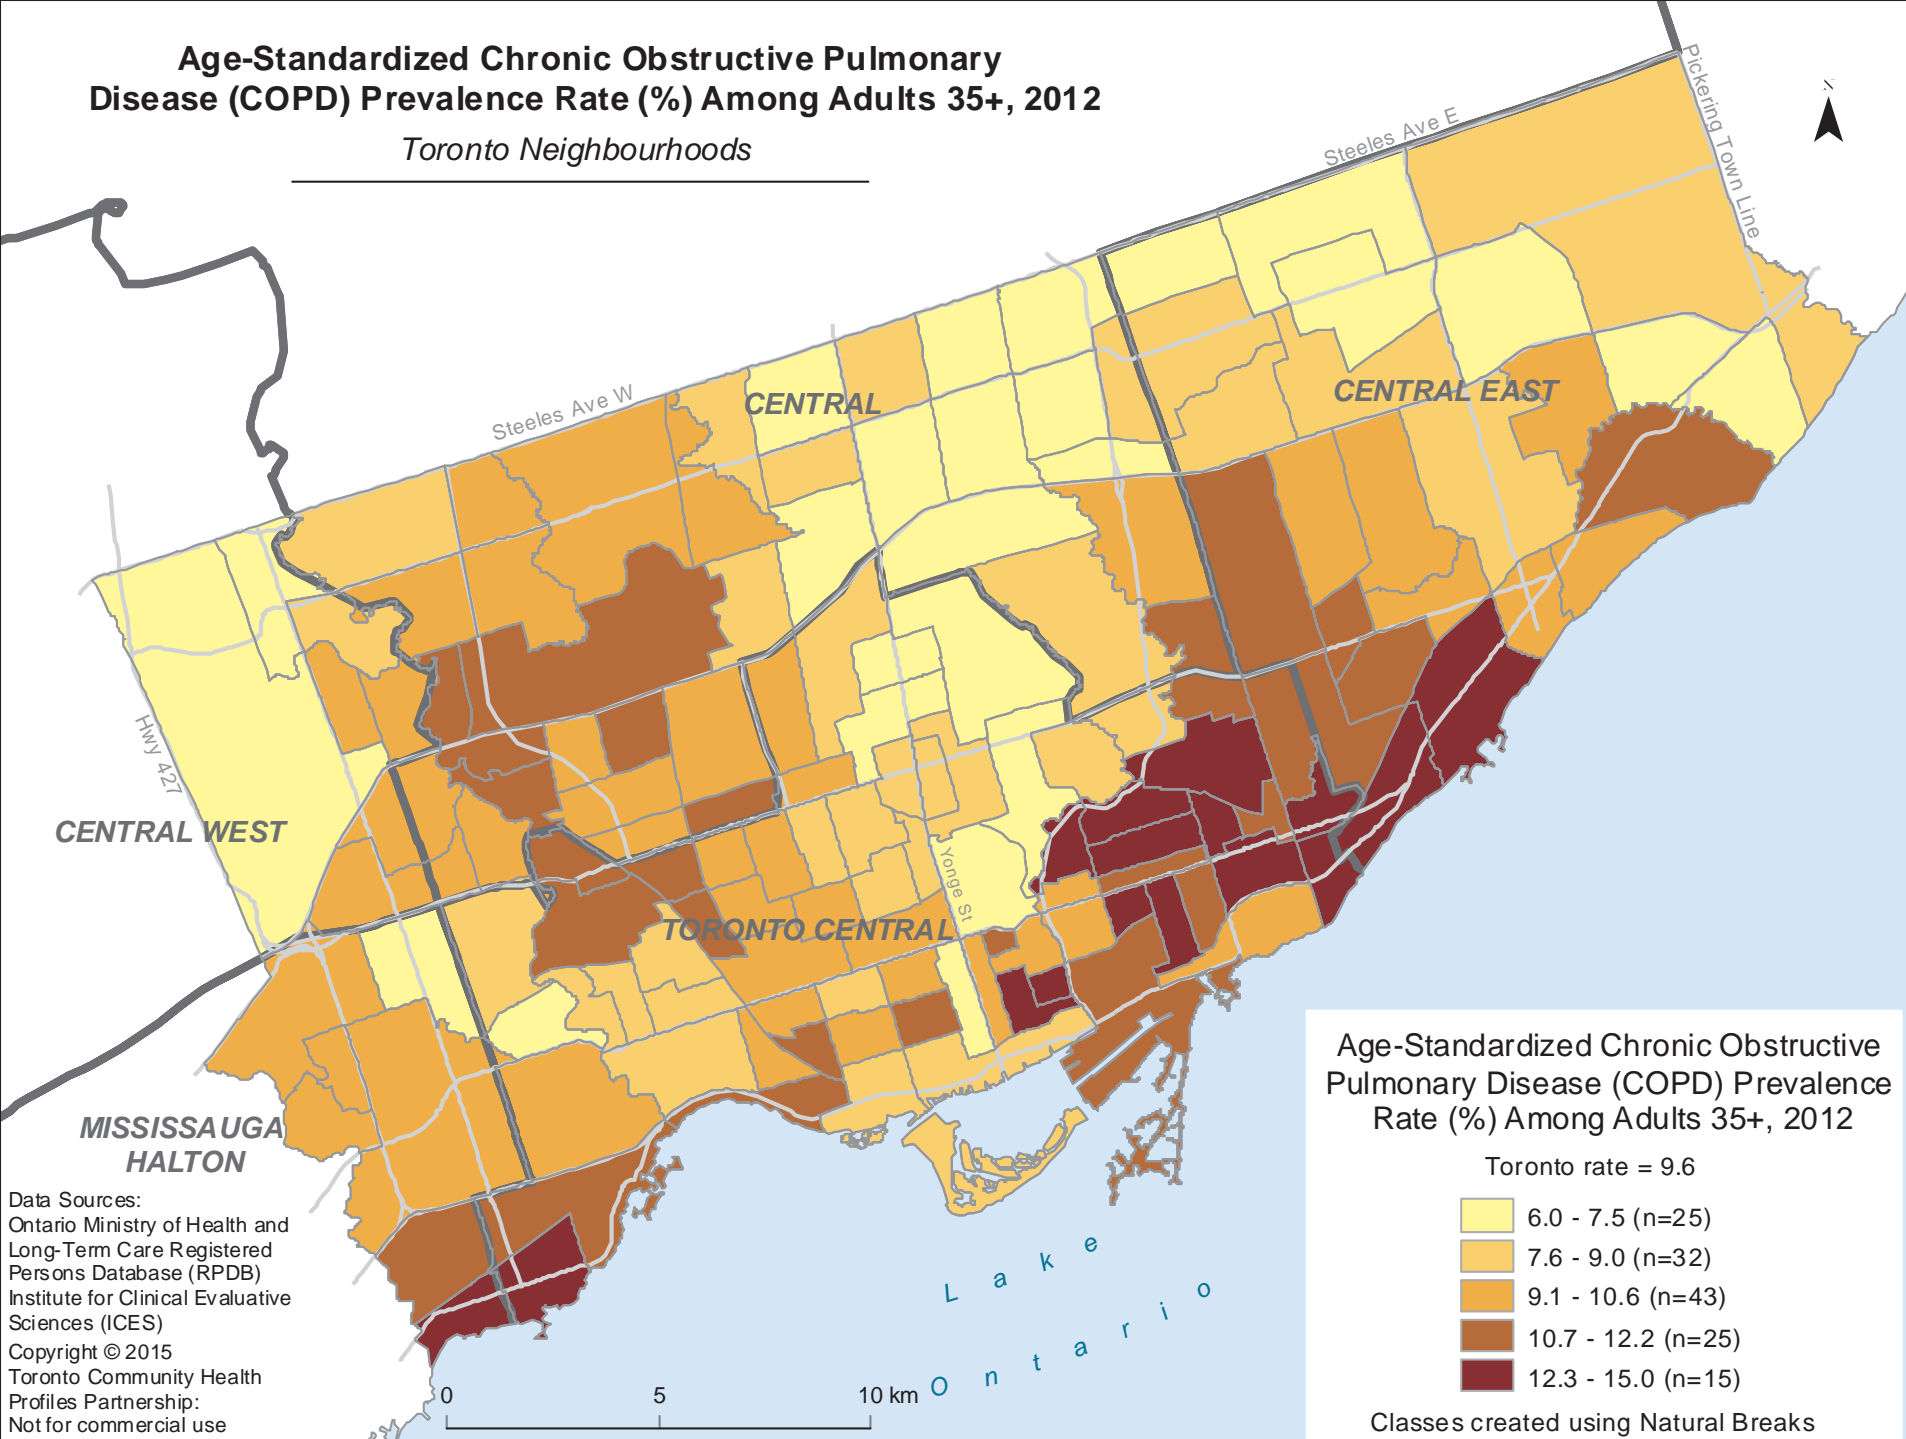 Age-Standardized Chronic Obstructive Pulmonary
Disease (COPD) Prevalence Rate (%) Among Adults 35+, 2012
Toronto Neighbourhoods
N
Pickering Town Line
Steeles Ave E
Steeles Ave W
CENTRAL
CENTRAL EAST
Hwy 427
CENTRAL WEST
Yonge St
TORONTO CENTRAL
MISSISSAUGA
HALTON
Lake
Ontario
Data Sources:
Ontario Ministry of Health and
Long-Term Care Registered
Persons Database (RPDB)
Institute for Clinical Evaluative
Sciences (ICES)
Copyright © 2015
Toronto Community Health
Profiles Partnership:
Not for commercial use
0 5 10 km
Age-Standardized Chronic Obstructive
Pulmonary Disease (COPD) Prevalence
Rate (%) Among Adults 35+, 2012
Toronto rate = 9.6
6.0 - 7.5 (n=25)
7.6 - 9.0 (n=32)
9.1 - 10.6 (n=43)
10.7 - 12.2 (n=25)
12.3 - 15.0 (n=15)
Classes created using Natural Breaks